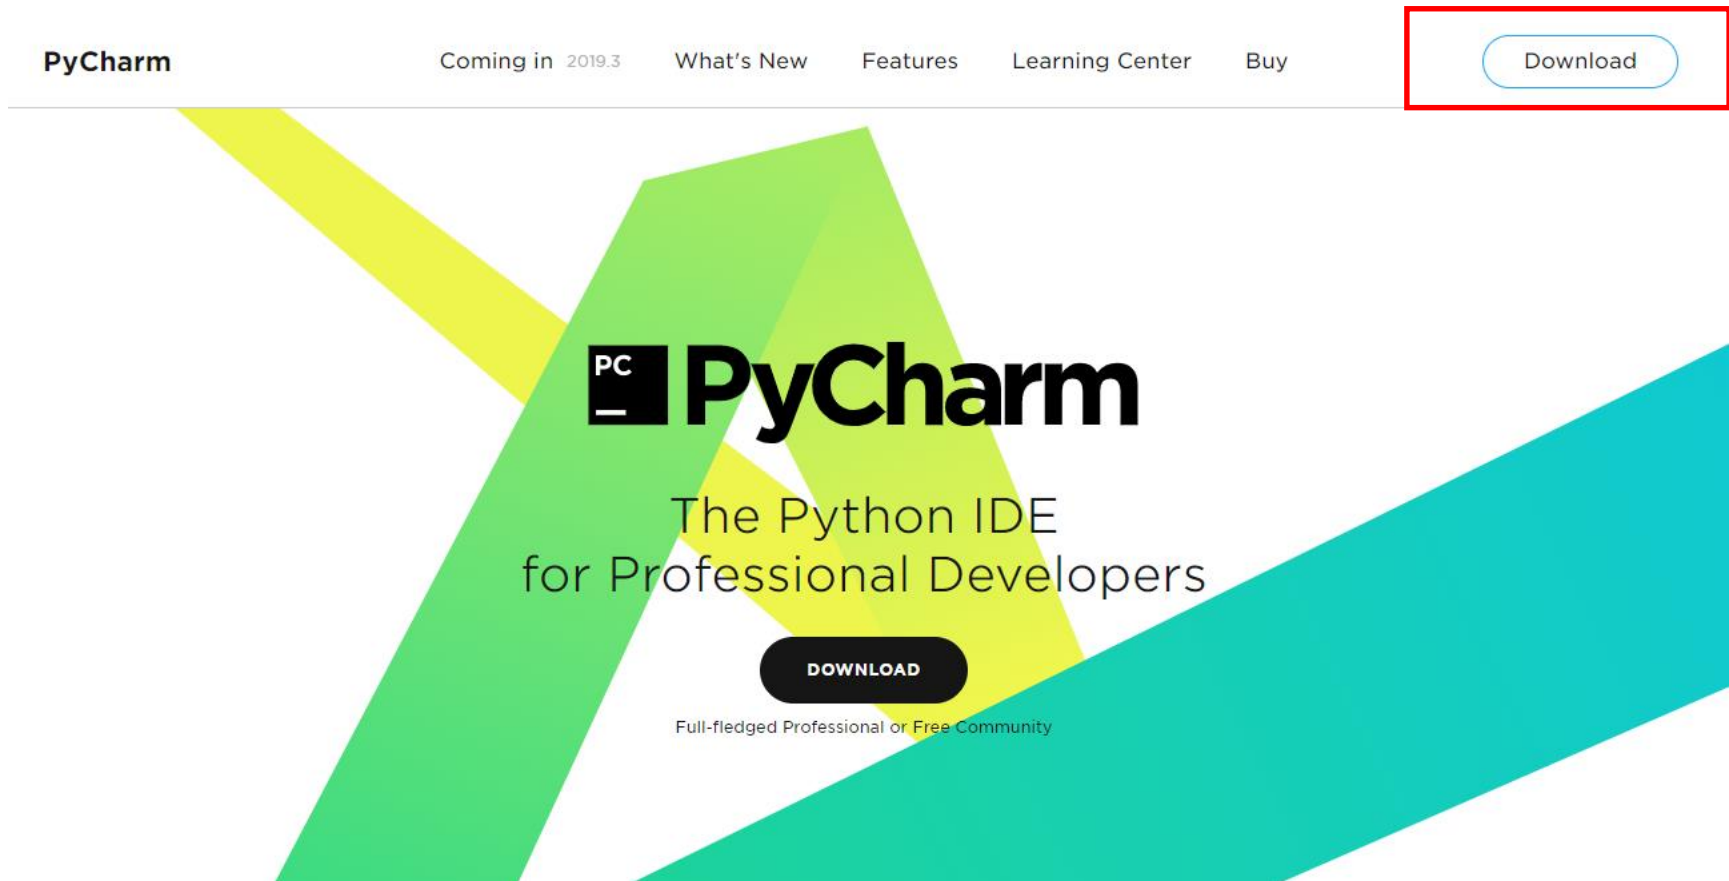 PyCharm
Coming in 2019.3 What's New Features Learning Center Buy Download
PC PyCharm
The Python IDE
for Professional Developers
DOWNLOAD
Full-fledged Professional or Free Community